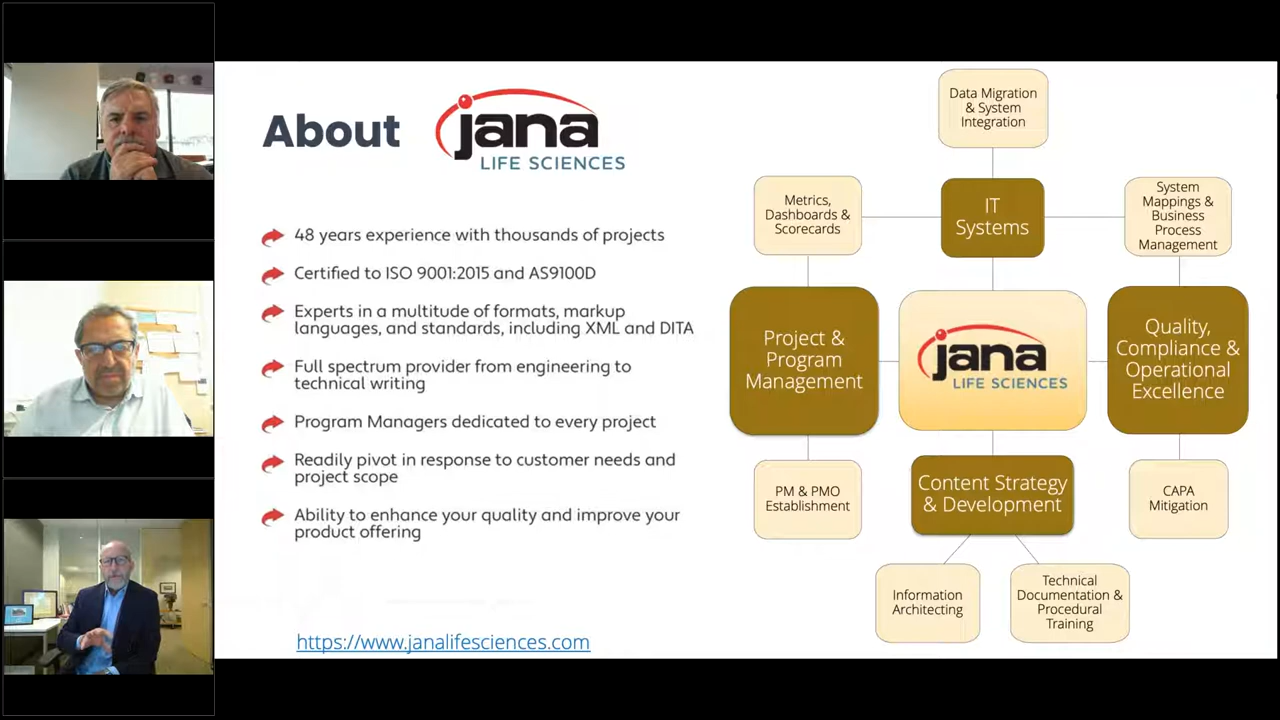 About
jana
LIFE SCIENCES
48 years experience with thousands of projects
Certified to ISO 9001:2015 and AS9100D
Experts in a multitude of formats, markup
languages, and standards, including XML and DITA
Full spectrum provider from engineering to
technical writing
Program Managers dedicated to every project
Readily pivot in response to customer needs and
project scope
Ability to enhance your quality and improve your
product offering
https://www.janalifesciences.com
Data Migration
& System
Integration
Metrics,
Dashboards &
Scorecards
IT
Systems
System
Mappings &
Business
Process
Management
Project &
Program
Management
jana
LIFE SCIENCES
Quality,
Compliance &
Operational
Excellence
PM & PMO
Establishment
Content Strategy
& Development
CAPA
Mitigation
Information
Architecting
Technical
Documentation &
Procedural
Training